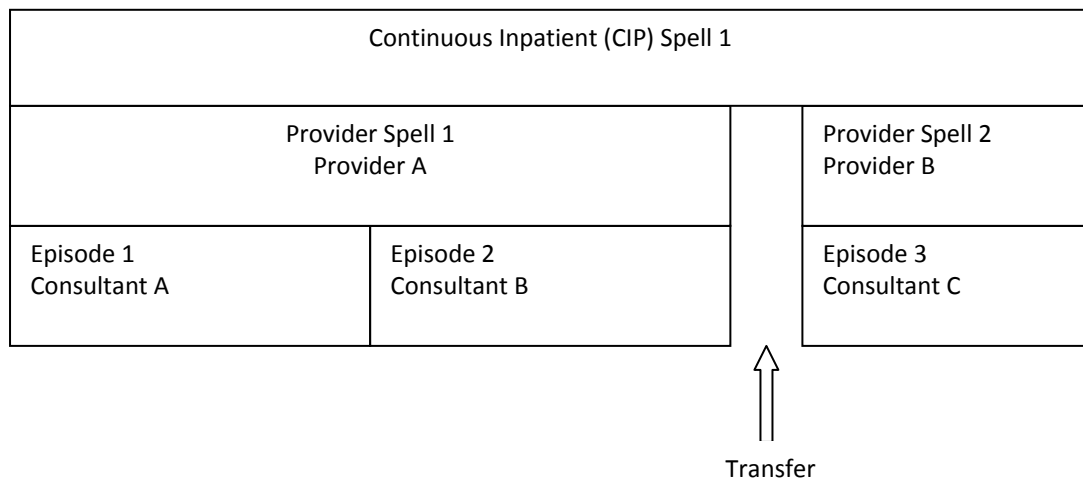 Continuous Inpatient (CIP) Spell 1
Provider Spell 1
Provider A
Provider Spell 2
Provider B
Episode 1
Consultant A
Episode 2
Consultant B
Episode 3
Consultant C
Transfer